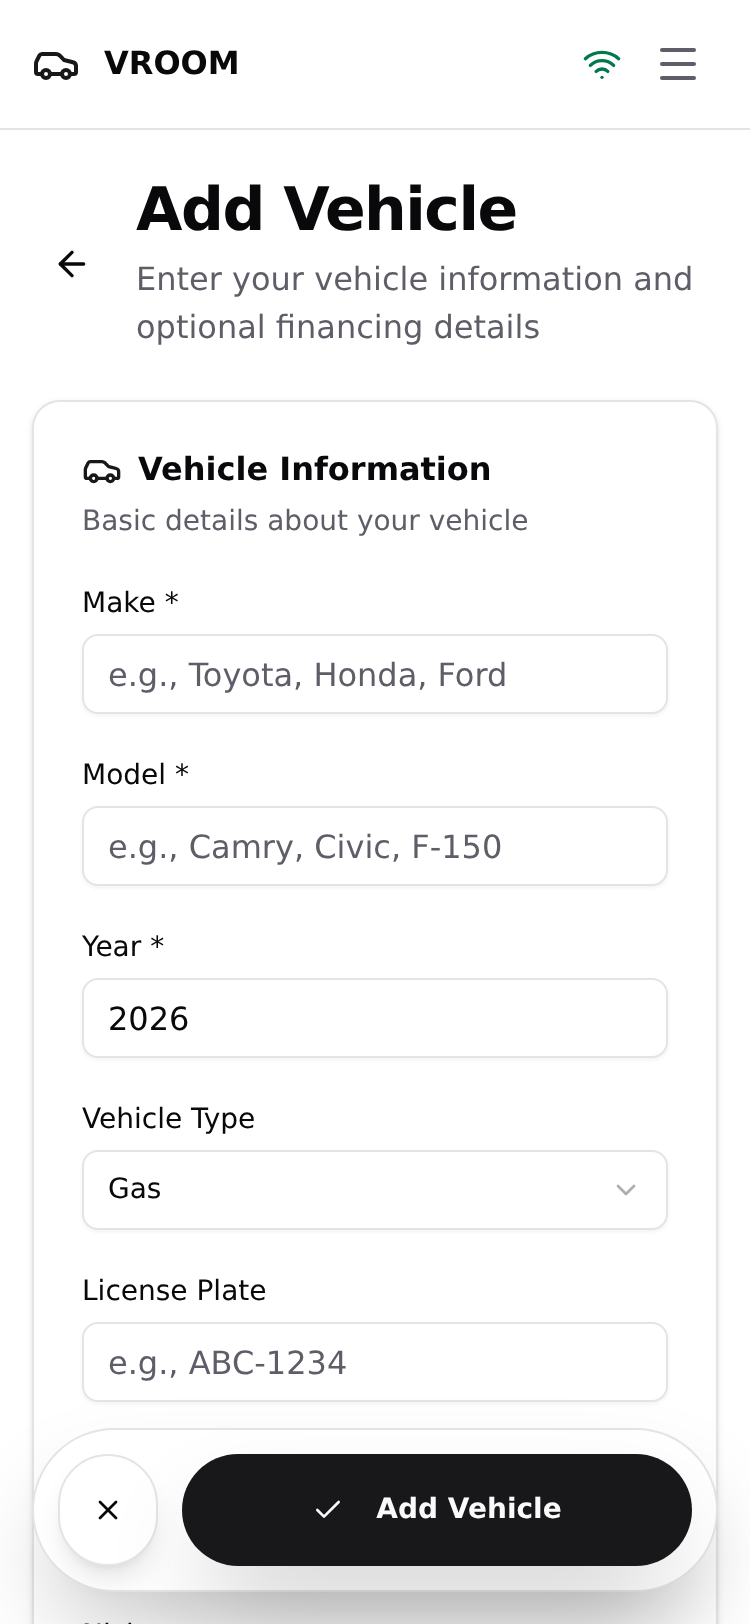 VROOM
Add Vehicle
Enter your vehicle information and
optional financing details
Vehicle Information
Basic details about your vehicle
Make *
e.g., Toyota, Honda, Ford
Model *
e.g., Camry, Civic, F-150
Year *
2026
Vehicle Type
Gas
License Plate
e.g., ABC-1234
Add Vehicle